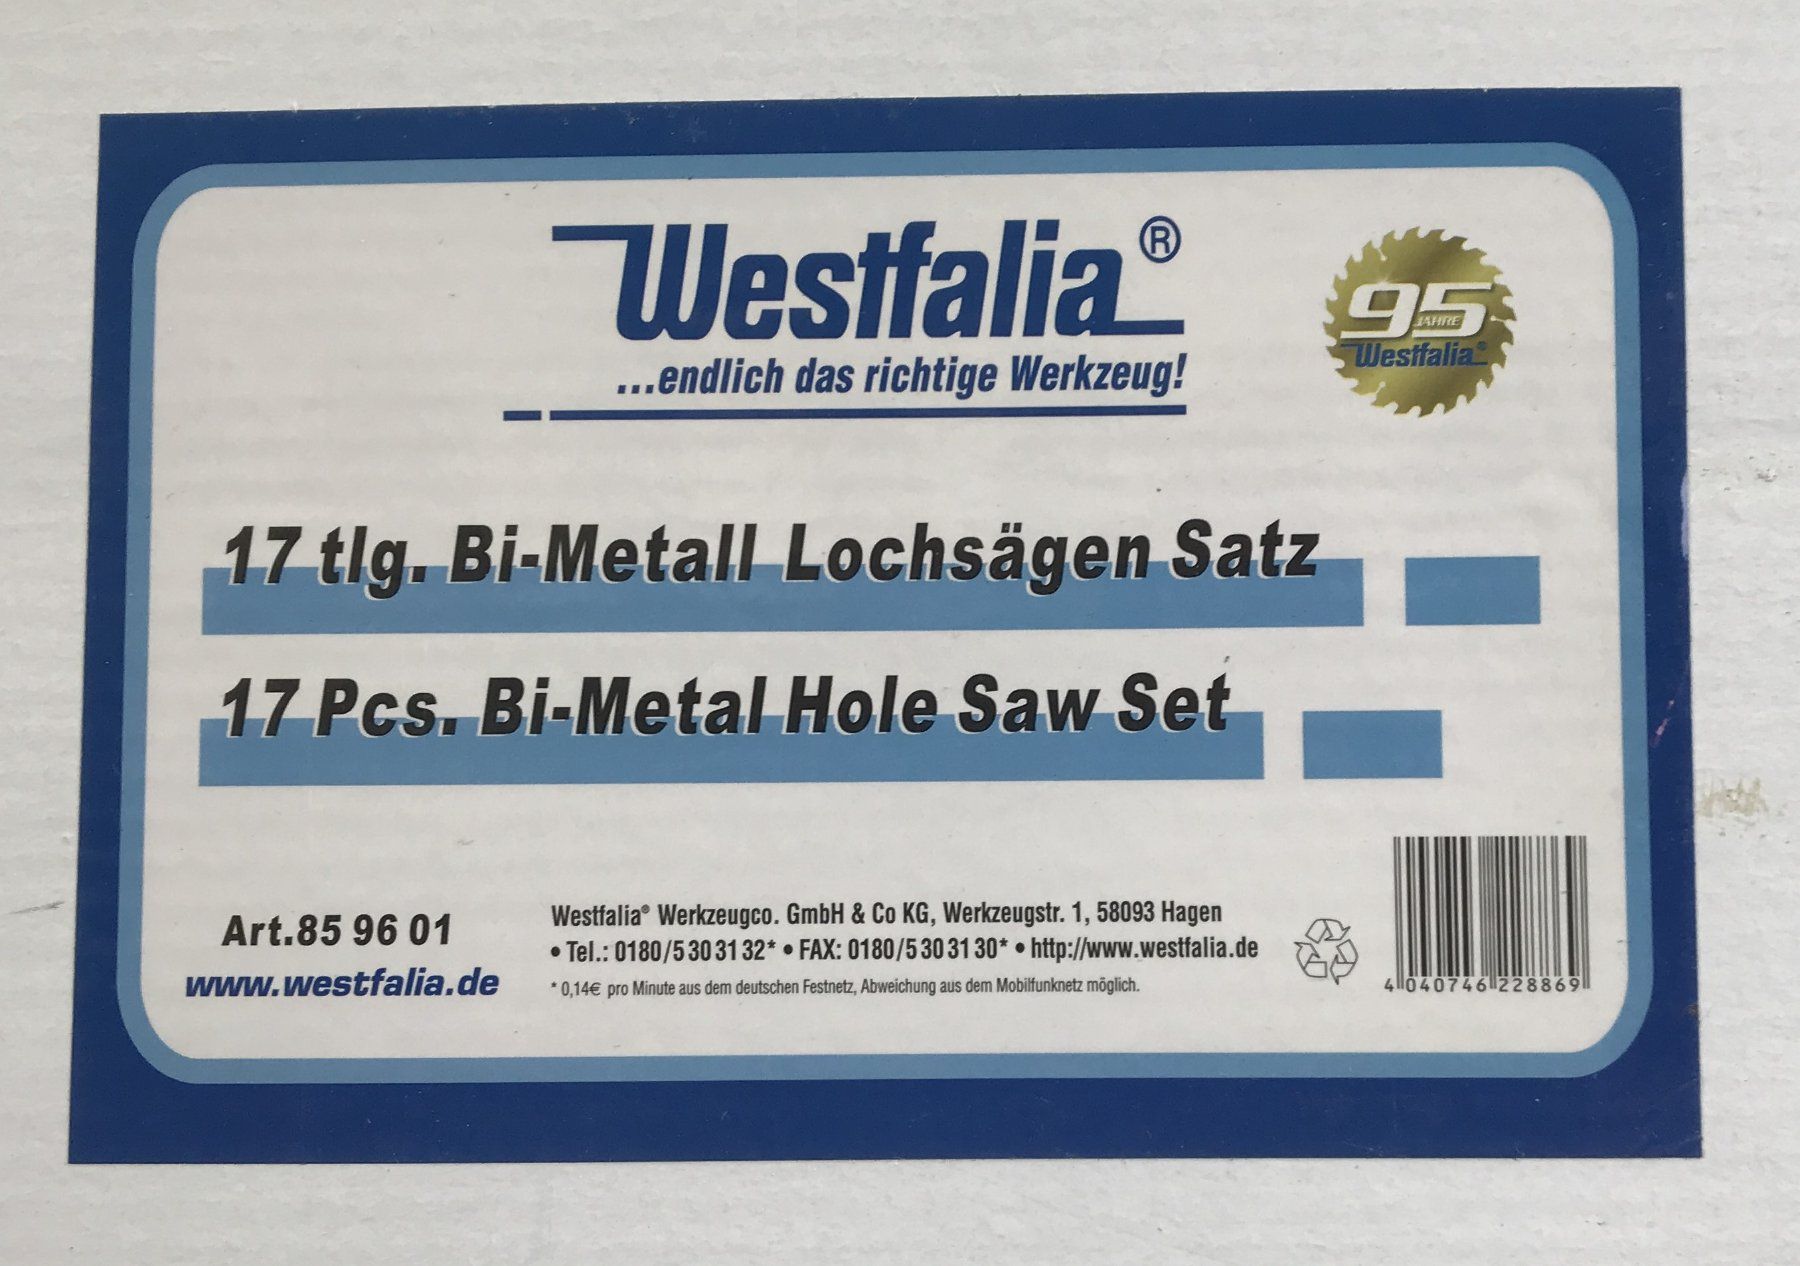 Westfalia®
...endlich das richtige Werkzeug!
95
JAHRE
Westfalia®
17 tlg. Bi-Metall Lochsägen Satz
17 Pcs. Bi-Metal Hole Saw Set
Art.85 96 01
www.westfalia.de
Westfalia® Werkzeugco. GmbH & Co KG, Werkzeugstr. 1, 58093 Hagen
• Tel.: 0180/5 30 31 32* • FAX: 0180/5 30 31 30* • http://www.westfalia.de
* 0,14€ pro Minute aus dem deutschen Festnetz, Abweichung aus dem Mobilfunknetz möglich.
4 040746 228869